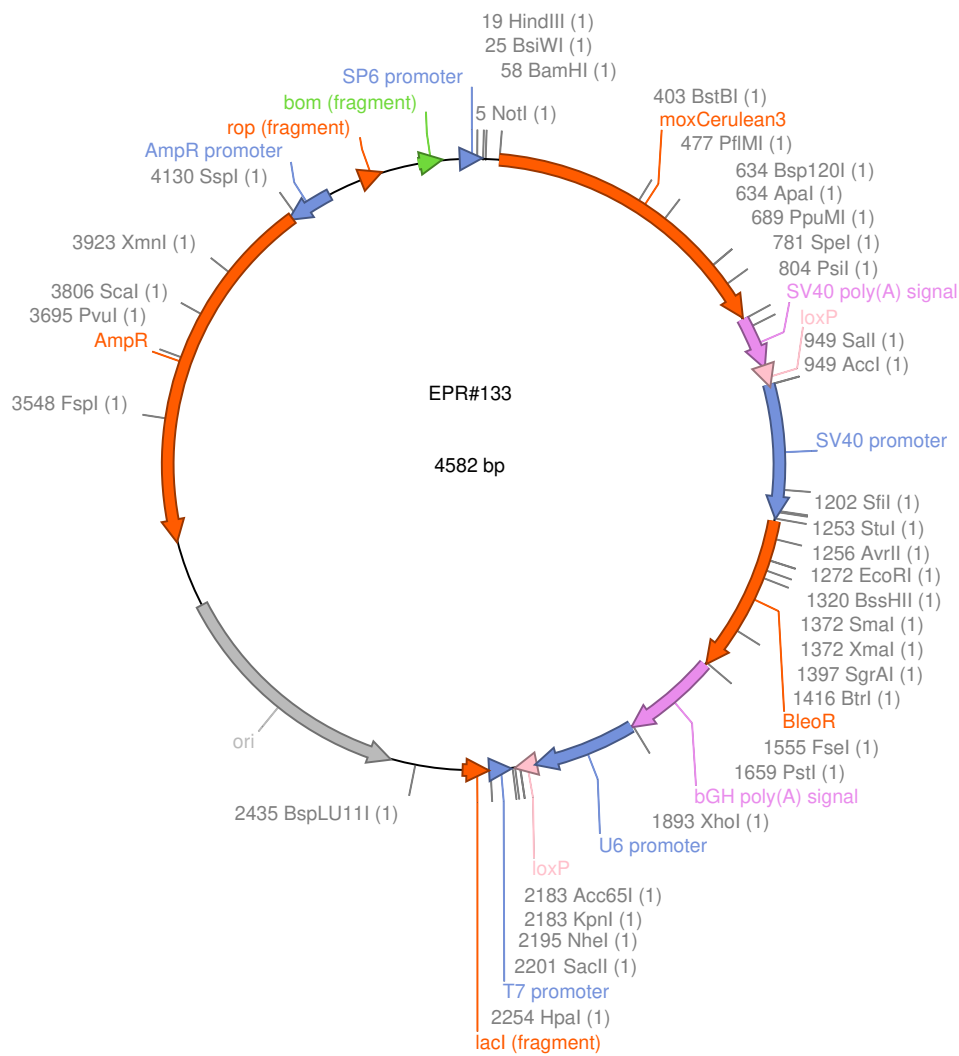 19 HindIII (1)
25 BsiWI (1)
58 BamHI (1)
SP6 promoter
bom (fragment)
5 NotI (1)
rop (fragment)
AmpR promoter
4130 SspI (1)
3923 XmnI (1)
3806 ScaI (1)
3695 PvuI (1)
AmpR
3548 FspI (1)
403 BstBI (1)
moxCerulean3
477 PflMI (1)
634 Bsp120I (1)
634 ApaI (1)
689 PpuMI (1)
781 SpeI (1)
804 PsiI (1)
SV40 poly(A) signal
loxP
949 SalI (1)
949 AccI (1)
EPR#133
4582 bp
SV40 promoter
1202 SfiI (1)
1253 StuI (1)
1256 AvrII (1)
1272 EcoRI (1)
1320 BssHII (1)
1372 SmaI (1)
1372 XmaI (1)
1397 SgrAI (1)
1416 BtrI (1)
BleoR
1555 FseI (1)
1659 PstI (1)
bGH poly(A) signal
1893 XhoI (1)
U6 promoter
loxP
2183 Acc65I (1)
2183 KpnI (1)
2195 NheI (1)
2201 SacII (1)
T7 promoter
2254 HpaI (1)
lacI (fragment)
ori
2435 BspLU11I (1)